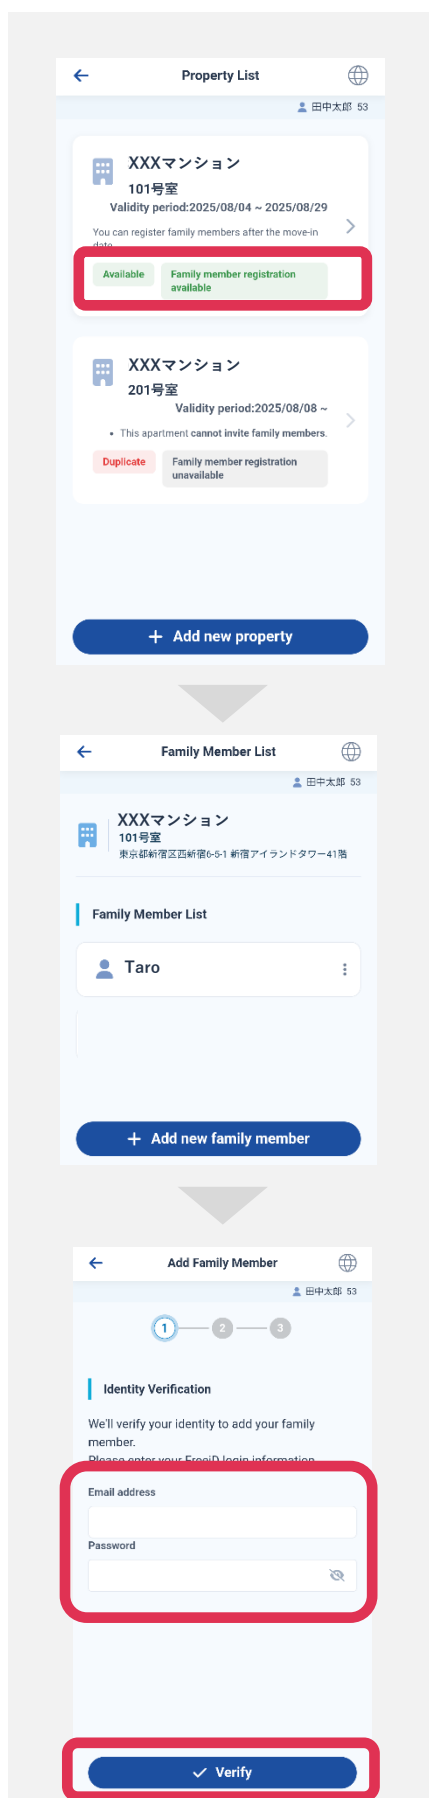 Property List
田中太郎 53
XXXマンション
101号室
Validity period:2025/08/04 ~ 2025/08/29
You can register family members after the move-in
date
Available
Family member registration
available
XXXマンション
201号室
Validity period:2025/08/08 ~
• This apartment cannot invite family members.
Duplicate
Family member registration
unavailable
+ Add new property
Family Member List
田中太郎 53
XXXマンション
101号室
東京都新宿区西新宿6-5-1 新宿アイランドタワー41階
Family Member List
Taro
+ Add new family member
Add Family Member
田中太郎 53
1 2 3
Identity Verification
We'll verify your identity to add your family
member.
Please enter your FreeiD login information
Email address
Password
Verify